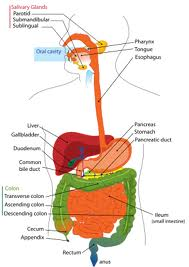 Salivary Glands
Parotid
Submandibular
Sublingual
Oral cavity
Pharynx
Tongue
Esophagus
Liver
Gallbladder
Duodenum
Common
bile duct
Pancreas
Stomach
Pancreatic duct
Colon
Transverse colon
Ascending colon
Descending colon
Cecum
Appendix
Rectum
Ileum
(small intestine)
anus